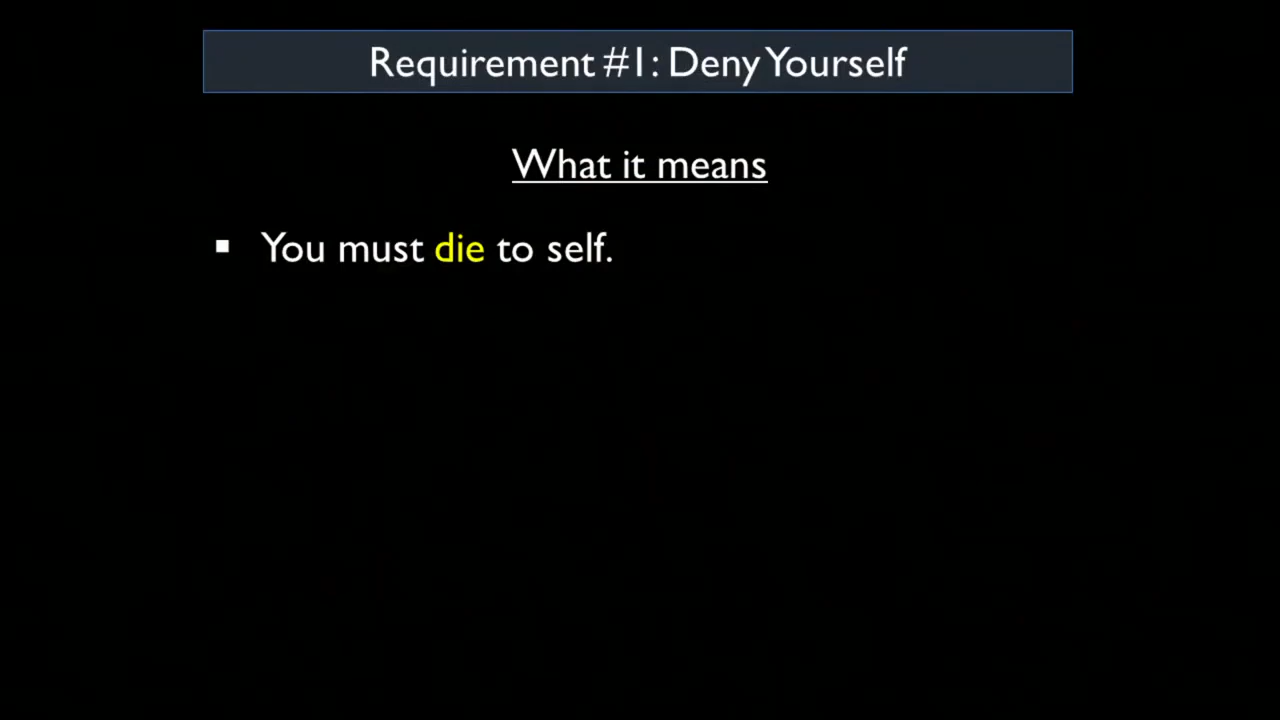 Requirement #1: Deny Yourself
What it means
▪ You must die to self.